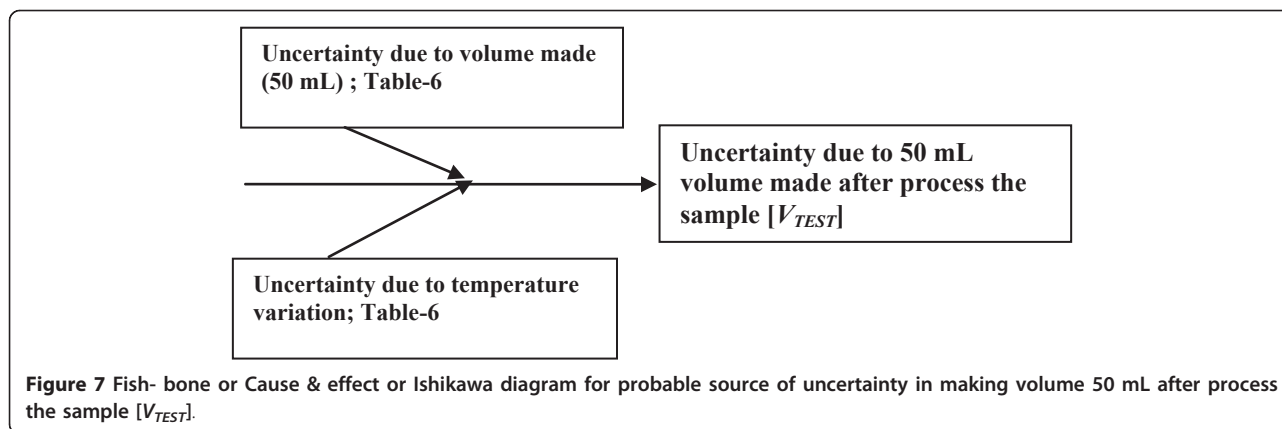 Uncertainty due to volume made
(50 mL) ; Table-6
Uncertainty due to 50 mL
volume made after process the
sample [V_TEST]
Uncertainty due to temperature
variation; Table-6
Figure 7 Fish- bone or Cause & effect or Ishikawa diagram for probable source of uncertainty in making volume 50 mL after process
the sample [V_TEST].